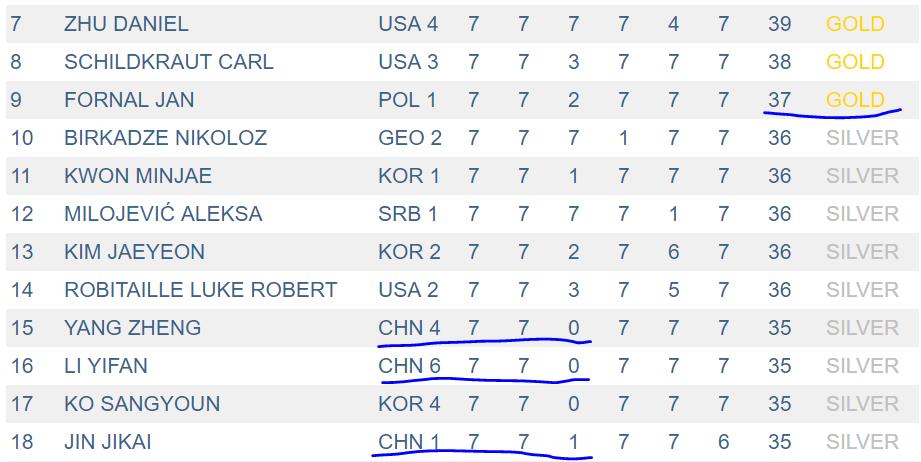 7 ZHU DANIEL USA 4 7 7 7 7 4 7 39 GOLD
8 SCHILDKRAUT CARL USA 3 7 7 3 7 7 7 38 GOLD
9 FORNAL JAN POL 1 7 7 2 7 7 7 37 GOLD
10 BIRKADZE NIKOLOZ GEO 2 7 7 7 1 7 7 36 SILVER
11 KWON MINJAE KOR 1 7 7 1 7 7 7 36 SILVER
12 MILOJEVIĆ ALEKSA SRB 1 7 7 7 7 1 7 36 SILVER
13 KIM JAEYEON KOR 2 7 7 2 7 6 7 36 SILVER
14 ROBITAILLE LUKE ROBERT USA 2 7 7 3 7 5 7 36 SILVER
15 YANG ZHENG CHN 4 7 7 0 7 7 7 35 SILVER
16 LI YIFAN CHN 6 7 7 0 7 7 7 35 SILVER
17 KO SANGYOUN KOR 4 7 7 0 7 7 7 35 SILVER
18 JIN JIKAI CHN 1 7 7 1 7 7 6 35 SILVER